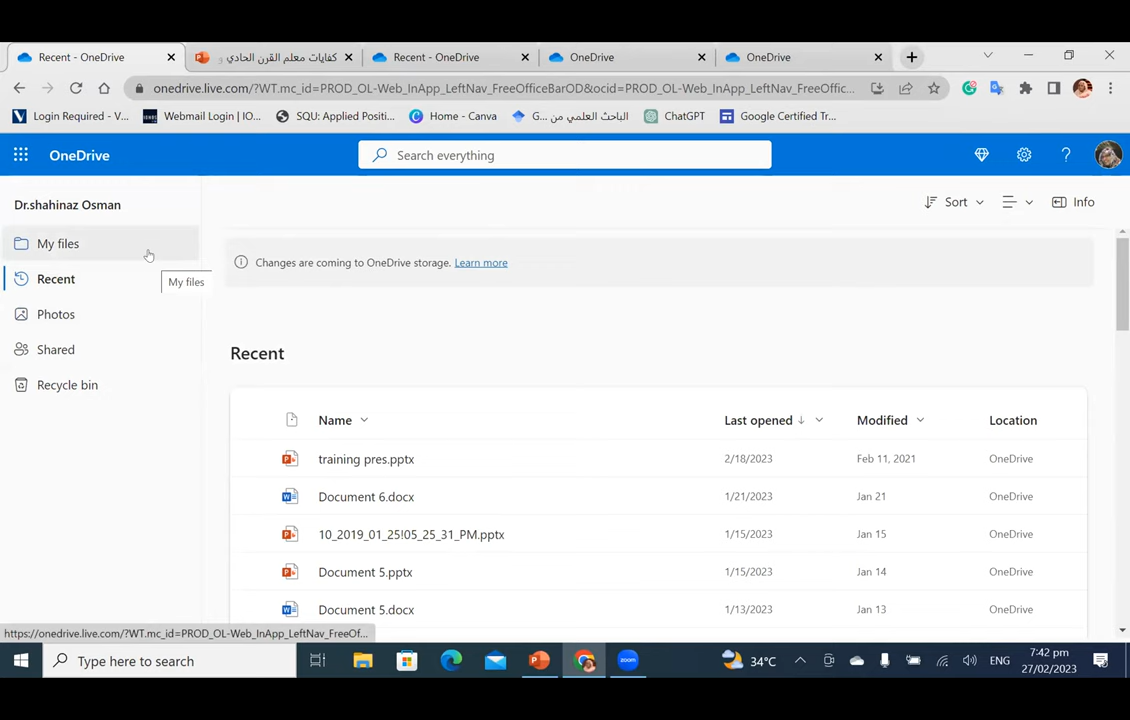 Recent - OneDrive
كفايات معلم القرن الحادي و
Recent - OneDrive
OneDrive
OneDrive
onedrive.live.com/?WT.mc_id=PROD_OL-Web_InApp_LeftNav_FreeOfficeBarOD&ocid=PROD_OL-Web_InApp_LeftNav_FreeOffic...
Login Required - V...
Webmail Login | IO...
SQU: Applied Positi...
Home - Canva
الباحث العلمي من G...
ChatGPT
Google Certified Tr...
OneDrive
Search everything
Dr.shahinaz Osman
Sort
Info
My files
Changes are coming to OneDrive storage. Learn more
Recent
My files
Photos
Shared
Recycle bin
Recent
Name Last opened Modified Location
training pres.pptx 2/18/2023 Feb 11, 2021 OneDrive
Document 6.docx 1/21/2023 Jan 21 OneDrive
10_2019_01_25!05_25_31_PM.pptx 1/15/2023 Jan 15 OneDrive
Document 5.pptx 1/15/2023 Jan 14 OneDrive
Document 5.docx 1/13/2023 Jan 13 OneDrive
https://onedrive.live.com/?WT.mc_id=PROD_OL-Web_InApp_LeftNav_FreeOf...
Type here to search
zoom
34°C
ENG
7:42 pm
27/02/2023